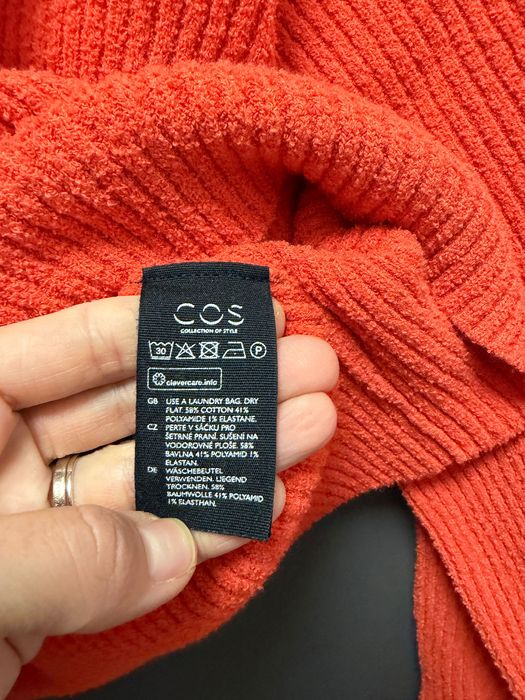 COS
COLLECTION OF STYLE
30 P
clevercare.info
GB USE A LAUNDRY BAG. DRY
FLAT. 58% COTTON 41%
POLYAMIDE 1% ELASTANE.
CZ PERTE V SÁČKU PRO
ŠETRNÉ PRANÍ. SUŠENÍ NA
VODOROVNÉ PLOŠE. 58%
BAVLNA 41% POLYAMID 1%
ELASTAN.
DE WÄSCHEBEUTEL
VERWENDEN. LIEGEND
TROCKNEN. 58%
BAUMWOLLE 41% POLYAMID
1% ELASTHAN.